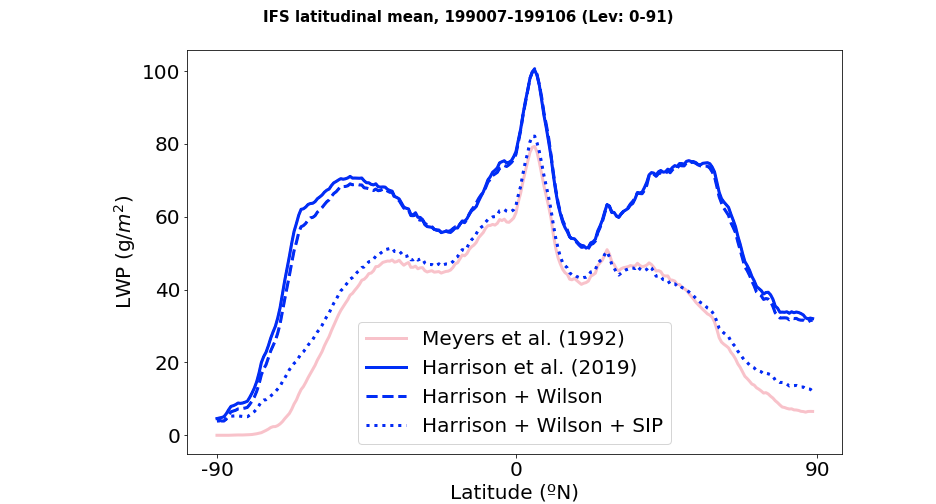 IFS latitudinal mean, 199007-199106 (Lev: 0-91)
100
80
60
40
20
0
LWP (g/m²)
Meyers et al. (1992)
Harrison et al. (2019)
Harrison + Wilson
Harrison + Wilson + SIP
-90 0 90
Latitude (ºN)